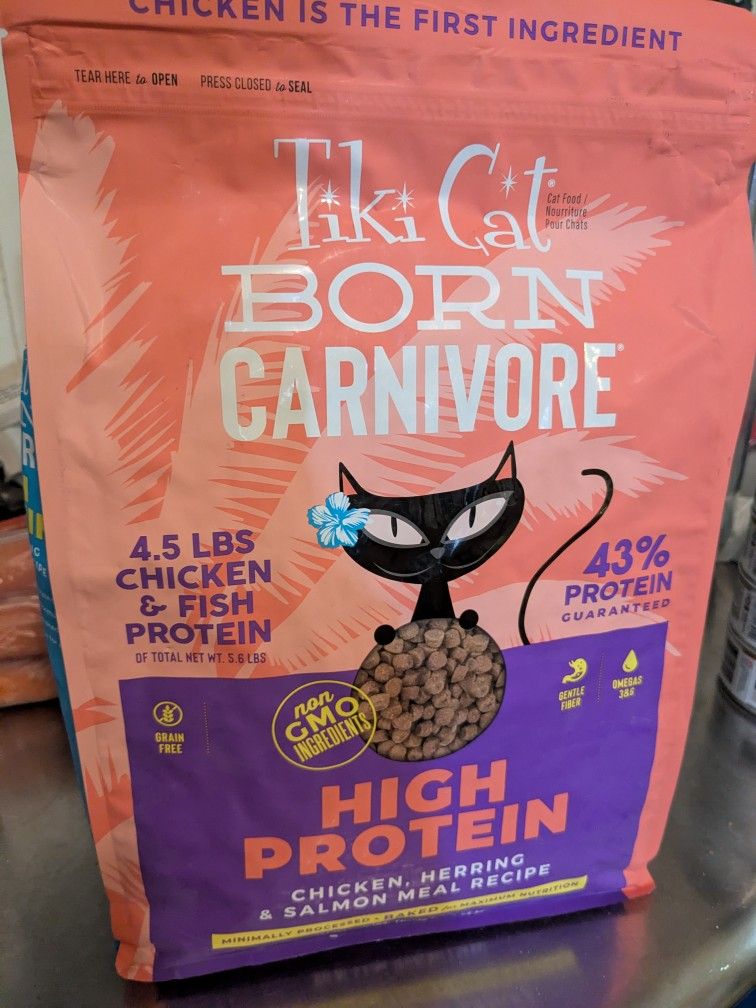 CHICKEN IS THE FIRST INGREDIENT
TEAR HERE to OPEN PRESS CLOSED to SEAL
Tiki Cat®
Cat Food /
Nourriture
Pour Chats
BORN
CARNIVORE®
4.5 LBS
CHICKEN
& FISH
PROTEIN
OF TOTAL NET WT. 5.6 LBS
43%
PROTEIN
GUARANTEED
GRAIN
FREE
non
GMO
INGREDIENTS
GENTLE
FIBER
OMEGAS
3&6
HIGH
PROTEIN
CHICKEN, HERRING
& SALMON MEAL RECIPE
MINIMALLY PROCESSED - BAKED for MAXIMUM NUTRITION
R